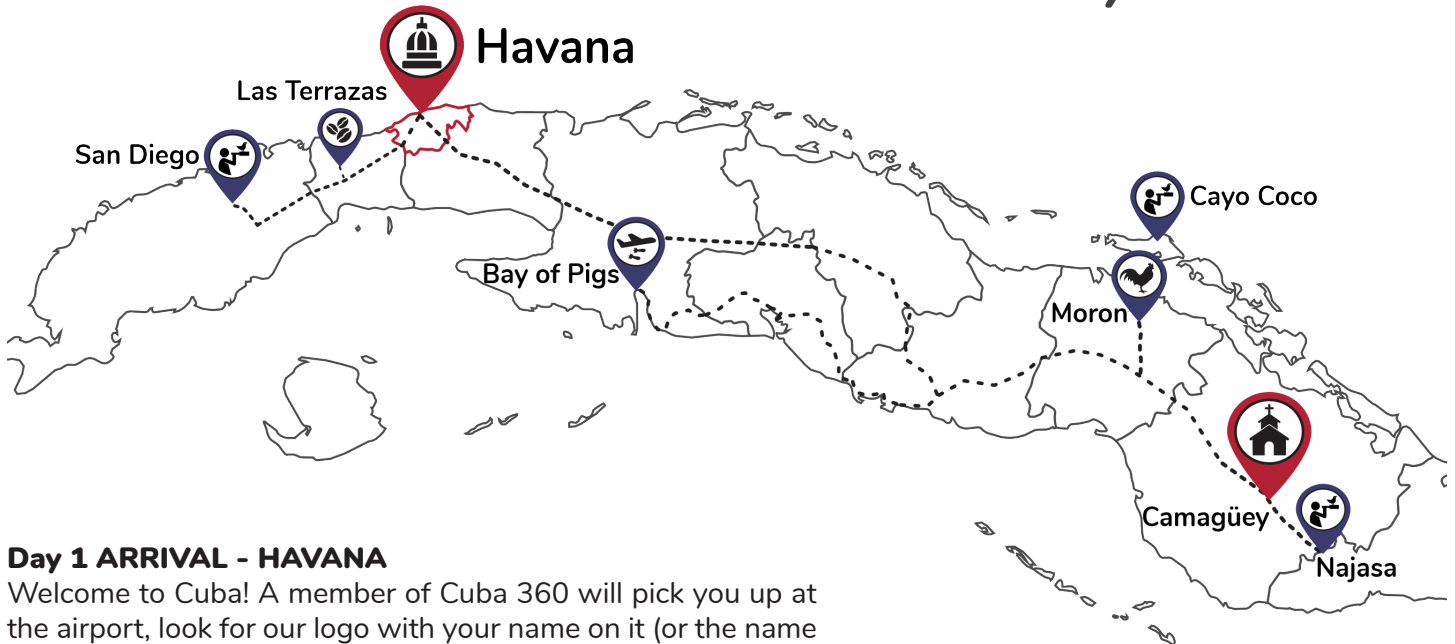 Havana
Las Terrazas
San Diego
Cayo Coco
Bay of Pigs
Moron
Camagüey
Najasa
Day 1 ARRIVAL - HAVANA
Welcome to Cuba! A member of Cuba 360 will pick you up at
the airport, look for our logo with your name on it (or the name